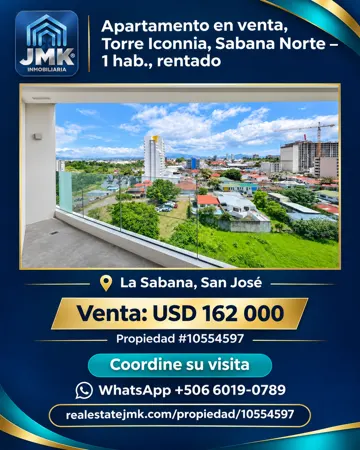 JMK
INMOBILIARIA
Apartamento en venta,
Torre Iconnia, Sabana Norte –
1 hab., rentado
La Sabana, San José
Venta: USD 162 000
Propiedad #10554597
Coordine su visita
WhatsApp +506 6019-0789
realestatejmk.com/propiedad/10554597